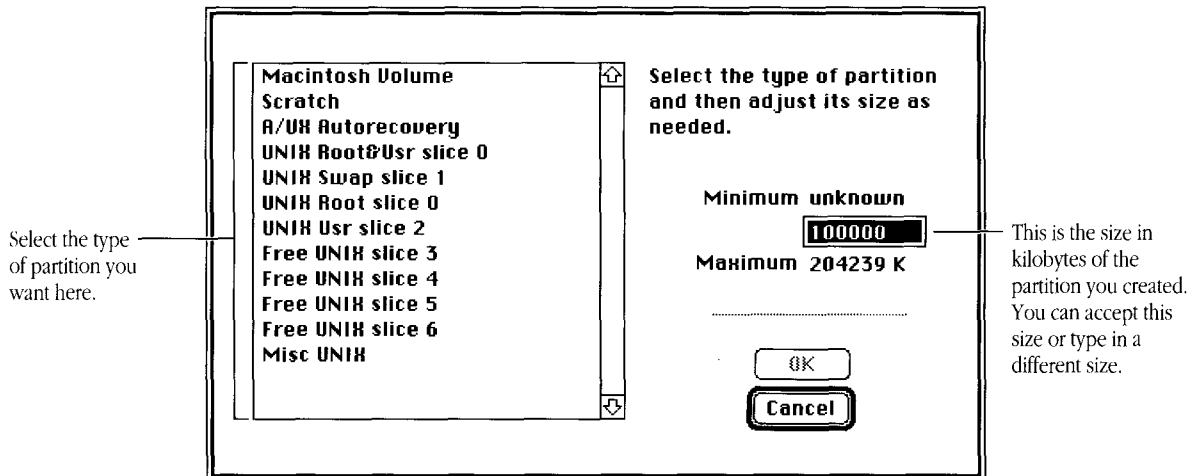 Macintosh Volume
Scratch
A/UX Autorecovery
UNIX Root&Usr slice 0
UNIX Swap slice 1
UNIX Root slice 0
UNIX Usr slice 2
Free UNIX slice 3
Free UNIX slice 4
Free UNIX slice 5
Free UNIX slice 6
Misc UNIX
Select the type of partition
and then adjust its size as
needed.
Minimum unknown
100000
Maximum 204239 K
OK
Cancel
Select the type
of partition you
want here.
This is the size in
kilobytes of the
partition you created.
You can accept this
size or type in a
different size.